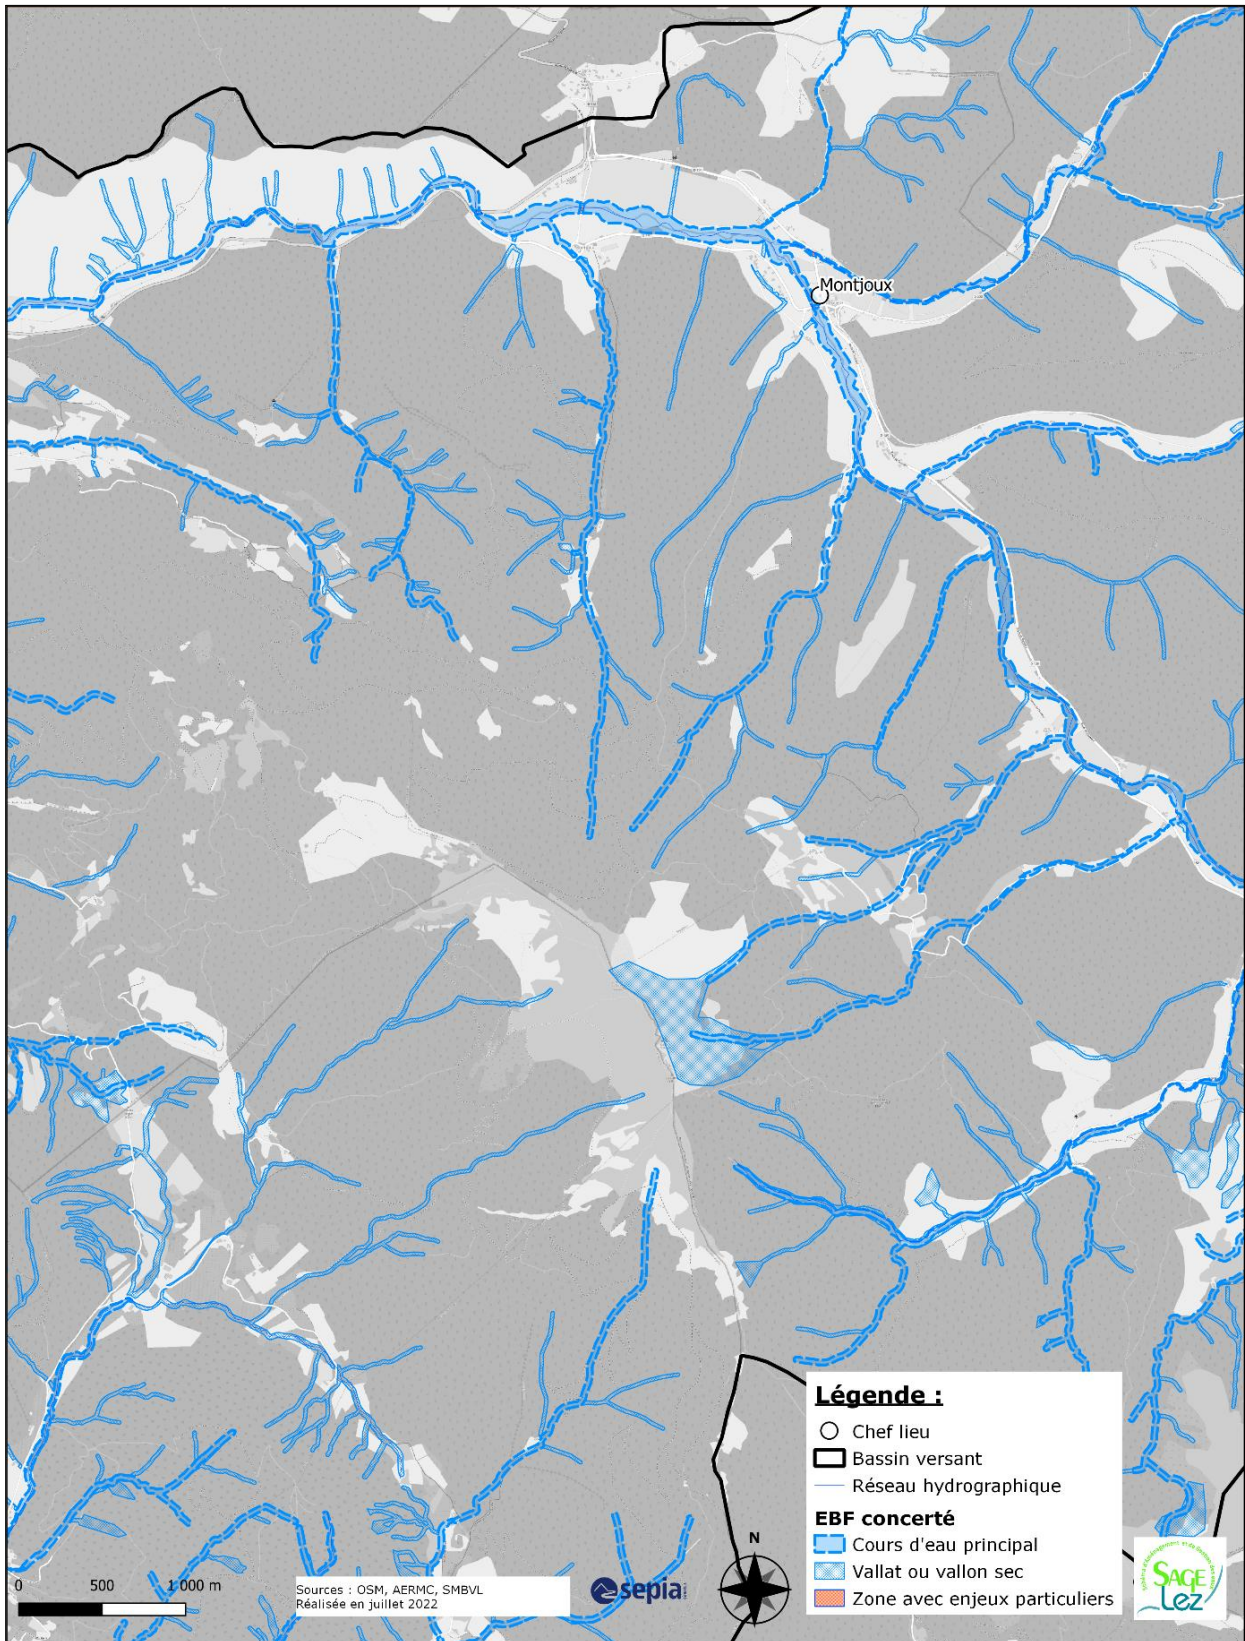 Montjoux
Légende :
Chef lieu
Bassin versant
Réseau hydrographique
EBF concerté
Cours d'eau principal
Vallat ou vallon sec
Zone avec enjeux particuliers
N
0 500 1 000 m
Sources : OSM, AERMC, SMBVL
Réalisée en juillet 2022
sepia
SAGE
Lez